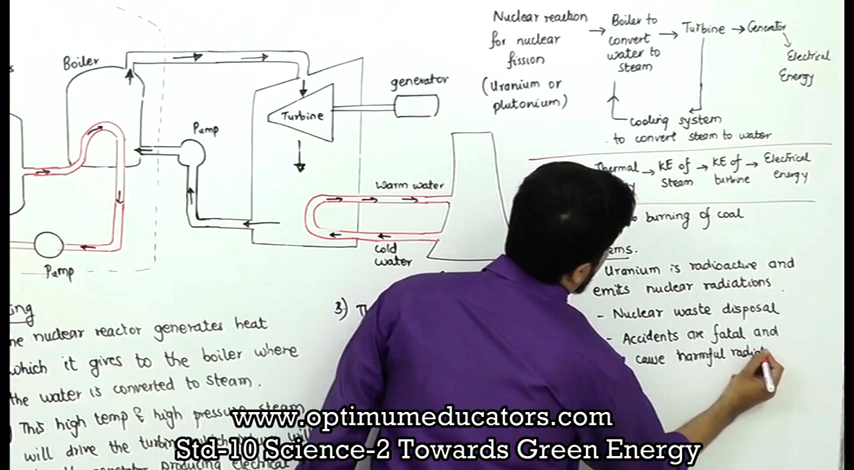 Nuclear reaction
for nuclear
fission
(Uranium or
plutonium)
Boiler to
convert
water to
steam
Turbine
Generator
Electrical
Energy
cooling system
to convert steam to water
Boiler
generator
Turbine
Pump
Warm water
cold
water
Pump
Thermal
KE of
Steam
KE of
turbine
Electrical
energy
burning of coal
Uranium is radioactive and
emits nuclear radiations.
- Nuclear waste disposal
- Accidents are fatal and
cause harmful
3)
nuclear reactor generates heat
which it gives to the boiler where
the water is converted to steam.
This high temp & high pressure steam
will drive the
generator producing electrical
www.optimumeducators.com
Std-10 Science-2 Towards Green Energy